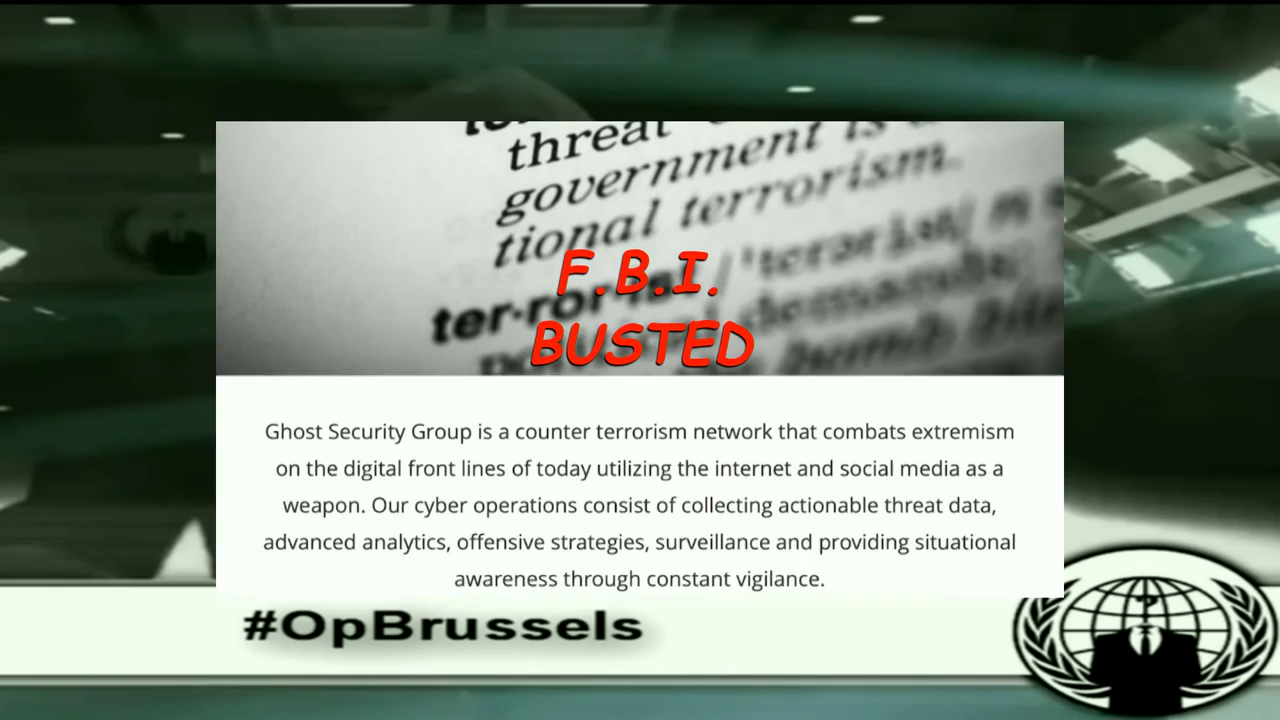 threat
government is
tional terrorism.
F.B.I.
BUSTED
Ghost Security Group is a counter terrorism network that combats extremism
on the digital front lines of today utilizing the internet and social media as a
weapon. Our cyber operations consist of collecting actionable threat data,
advanced analytics, offensive strategies, surveillance and providing situational
awareness through constant vigilance.
#OpBrussels